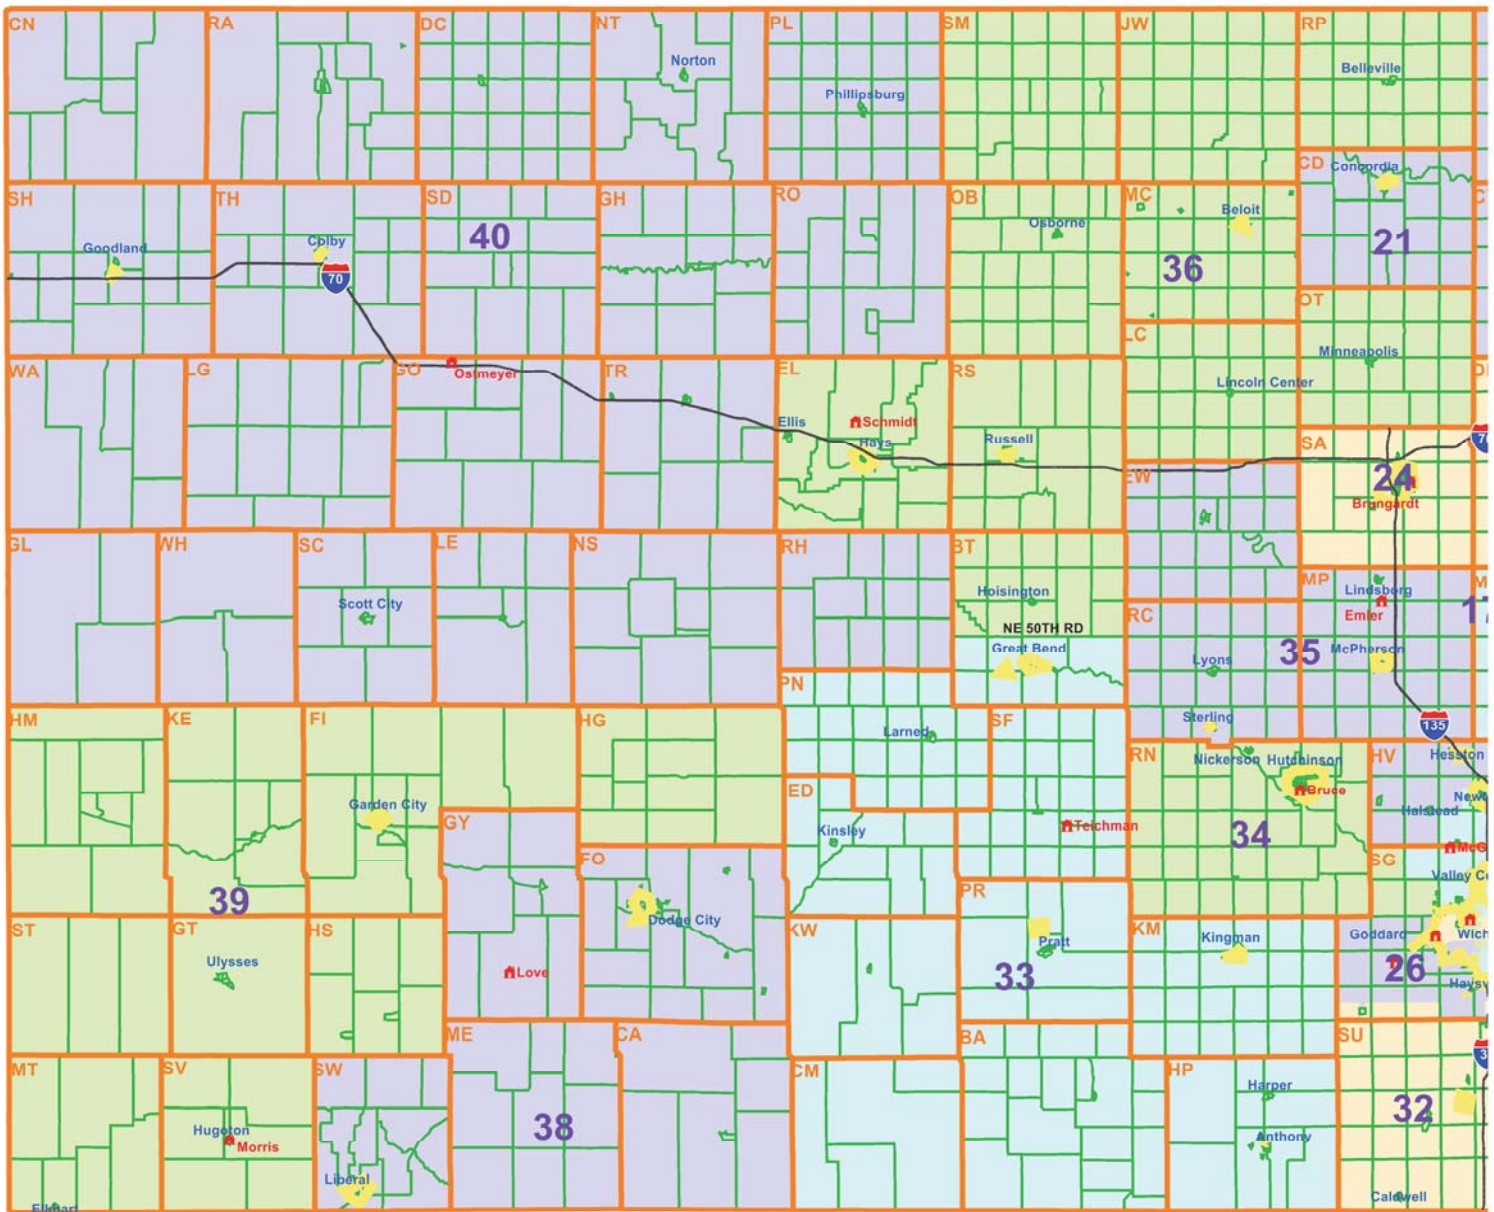 CN
RA
DC
NT
PL
SM
JW
RP
Norton
Phillipsburg
Belleville
CD
Concordia
SH
TH
SD
GH
RO
OB
MC
Goodland
Colby
70
40
Osborne
Beloit
36
21
OT
LC
Minneapolis
WA
LG
GO
Ostmeyer
TR
EL
RS
Lincoln Center
Ellis
Schmidt
Hays
Russell
SA
EW
24
Brungardt
GL
WH
SC
LE
NS
RH
BT
MP
Scott City
Hoisington
Lindsborg
Emler
RC
NE 50TH RD
Great Bend
Lyons
35
McPherson
PN
HM
KE
FI
HG
SF
Sterling
135
Larned
RN
Nickerson
Hutchinson
HV
Hesston
ED
Bruce
Halstead
Garden City
GY
Kinsley
Teichman
34
FO
SG
39
Dodge City
PR
ST
GT
HS
KW
KM
Ulysses
Love
Pratt
Kingman
Goddard
33
26
ME
CA
BA
SU
MT
SV
SW
CM
HP
Harper
Hugoton
Morris
38
32
Anthony
Liberal
Caldwell
Elkhart